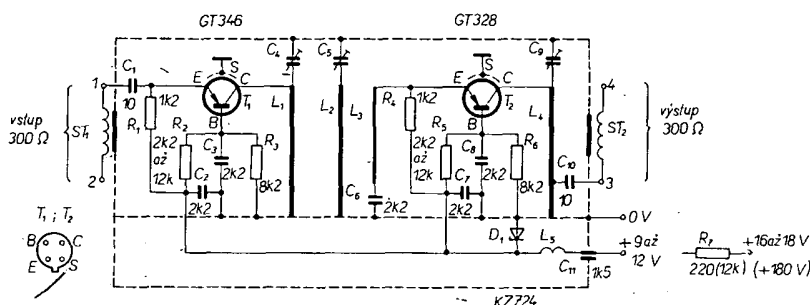 GT346
GT328
C₄
C₅
C₉
1
C₁
10
E
S
C
T₁
B
1k2
R₁
R₂
2k2
až
12k
C₃
2k2
R₃
8k2
C₂
2k2
L₁
L₂
L₃
C₆
2k2
R₄
1k2
E
S
C
T₂
B
R₅
2k2
až
12k
C₈
2k2
R₆
8k2
C₇
2k2
L₄
C₁₀
10
4
3
ST₂
výstup
300 Ω
vstup
300 Ω
ST₁
2
T₁ ; T₂
B
C
E
S
D₁
L₅
C₁₁
1k5
0 V
+ 9 až
12 V
R₇
220 (12k)
+16 až 18 V
(+180 V)
KZ724